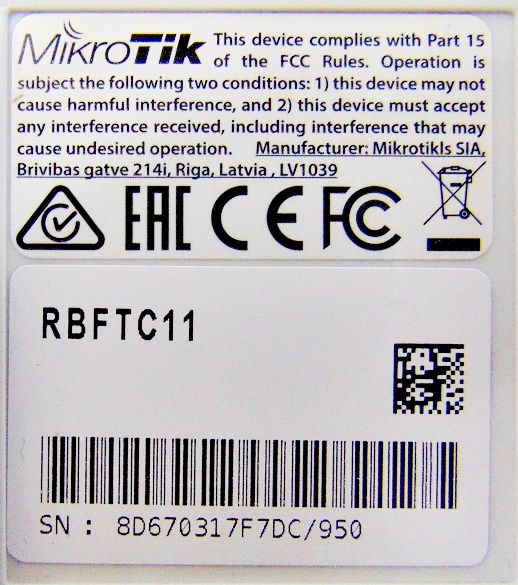 MikroTik This device complies with Part 15
of the FCC Rules. Operation is
subject the following two conditions: 1) this device may not
cause harmful interference, and 2) this device must accept
any interference received, including interference that may
cause undesired operation. Manufacturer: Mikrotikls SIA,
Brivibas gatve 214i, Riga, Latvia , LV1039
EAC CE FC
RBFTC11
SN : 8D670317F7DC/950